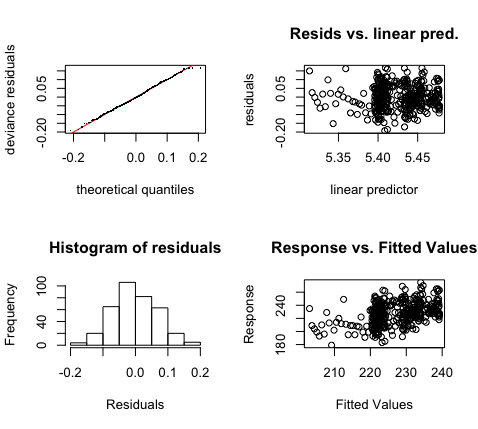 deviance residuals
0.05
-0.20
-0.2 0.0 0.1 0.2
theoretical quantiles
Resids vs. linear pred.
residuals
0.05
-0.20
5.35 5.40 5.45
linear predictor
Histogram of residuals
Frequency
100
40
0
-0.2 0.0 0.1 0.2
Residuals
Response vs. Fitted Values
Response
240
180
210 220 230 240
Fitted Values